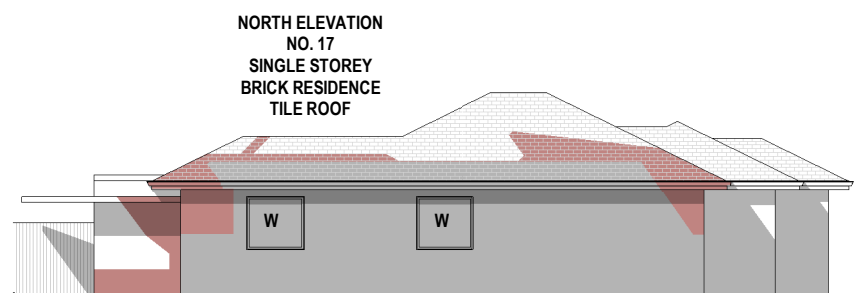 NORTH ELEVATION
NO. 17
SINGLE STOREY
BRICK RESIDENCE
TILE ROOF
W
W